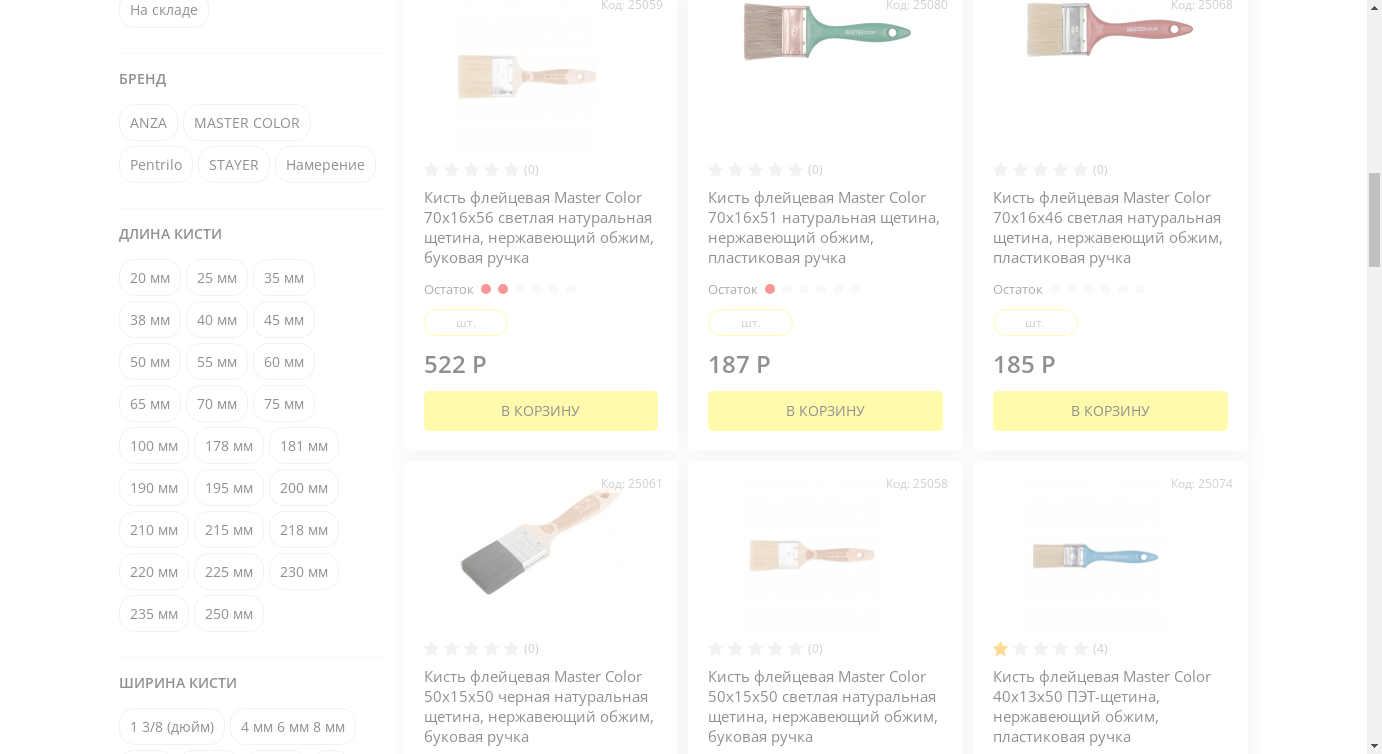 На складе
БРЕНД
ANZA
MASTER COLOR
Pentrilo
STAYER
Намерение
ДЛИНА КИСТИ
20 мм
25 мм
35 мм
38 мм
40 мм
45 мм
50 мм
55 мм
60 мм
65 мм
70 мм
75 мм
100 мм
178 мм
181 мм
190 мм
195 мм
200 мм
210 мм
215 мм
218 мм
220 мм
225 мм
230 мм
235 мм
250 мм
ШИРИНА КИСТИ
1 3/8 (дюйм)
4 мм 6 мм 8 мм
Код: 25059
(0)
Кисть флейцевая Master Color
70х16х56 светлая натуральная
щетина, нержавеющий обжим,
буковая ручка
Остаток
шт.
522 Р
В КОРЗИНУ
Код: 25080
MASTER COLOR
(0)
Кисть флейцевая Master Color
70х16х51 натуральная щетина,
нержавеющий обжим,
пластиковая ручка
Остаток
шт.
187 Р
В КОРЗИНУ
Код: 25068
MASTER COLOR
(0)
Кисть флейцевая Master Color
70х16х46 светлая натуральная
щетина, нержавеющий обжим,
пластиковая ручка
Остаток
шт.
185 Р
В КОРЗИНУ
Код: 25061
(0)
Кисть флейцевая Master Color
50х15х50 черная натуральная
щетина, нержавеющий обжим,
буковая ручка
Код: 25058
(0)
Кисть флейцевая Master Color
50х15х50 светлая натуральная
щетина, нержавеющий обжим,
буковая ручка
Код: 25074
(4)
Кисть флейцевая Master Color
40х13х50 ПЭТ-щетина,
нержавеющий обжим,
пластиковая ручка